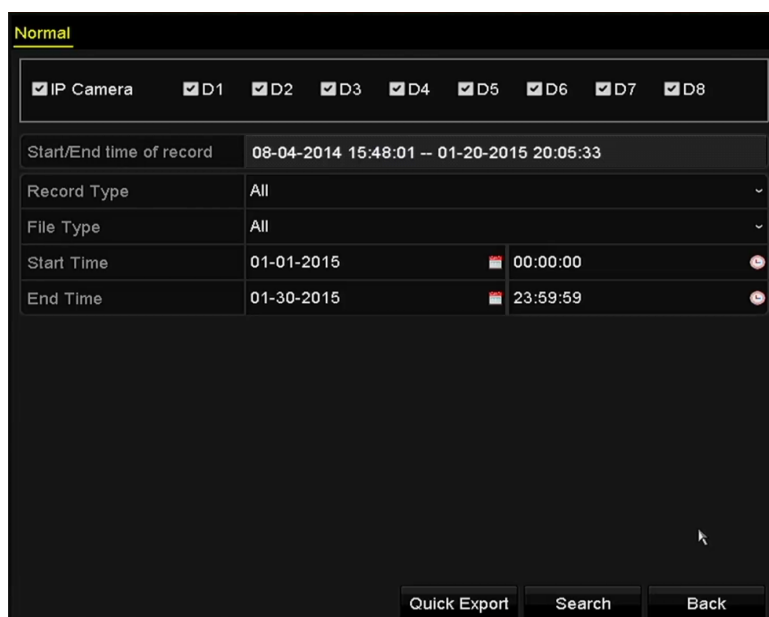 Normal
IP Camera D1 D2 D3 D4 D5 D6 D7 D8
Start/End time of record 08-04-2014 15:48:01 -- 01-20-2015 20:05:33
Record Type All
File Type All
Start Time 01-01-2015 00:00:00
End Time 01-30-2015 23:59:59
Quick Export Search Back